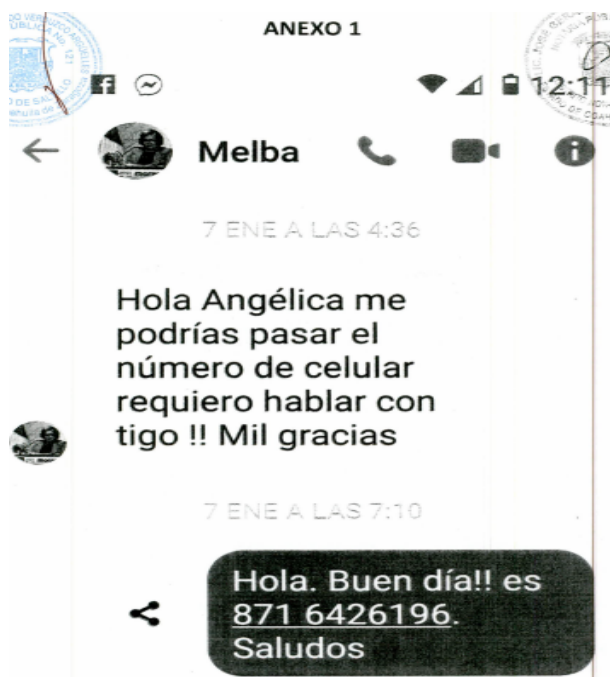 ANEXO 1
12:11
Melba
7 ENE A LAS 4:36
Hola Angélica me
podrías pasar el
número de celular
requiero hablar con
tigo !! Mil gracias
7 ENE A LAS 7:10
Hola. Buen día!! es
871 6426196.
Saludos